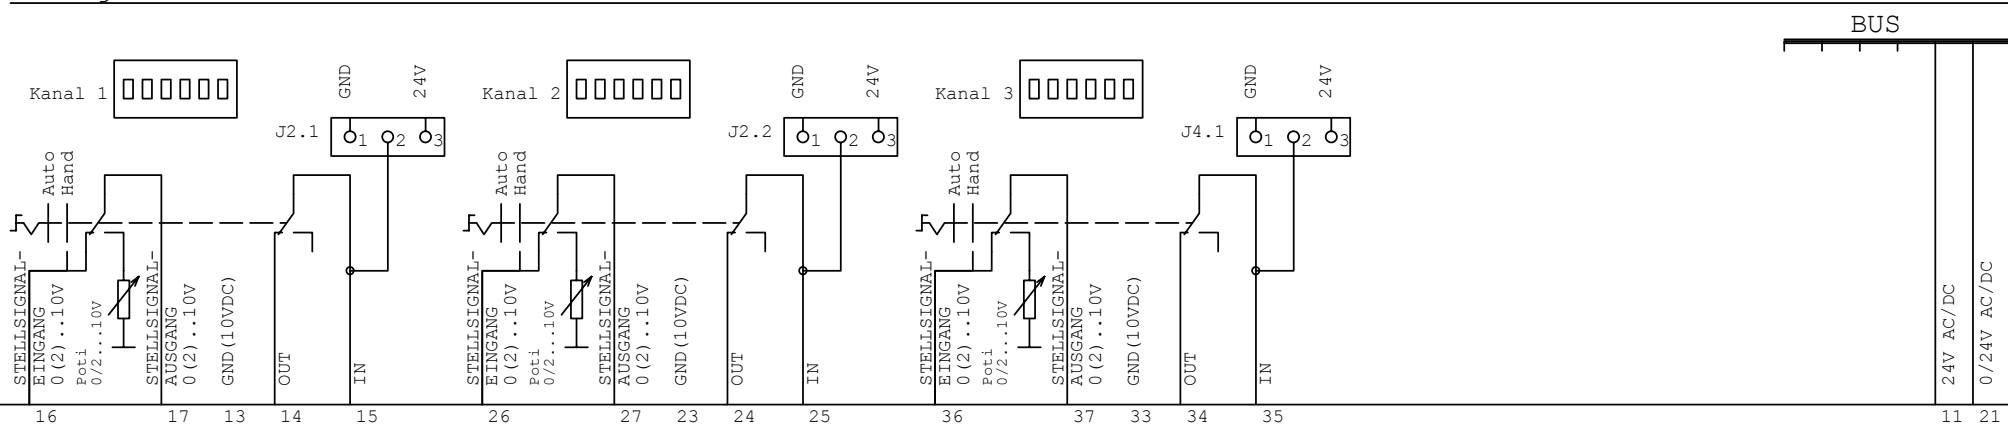 BUS
Kanal 1
GND
24V
J2.1
1
2
3
Auto
Hand
STELLSIGNAL-
EINGANG
0(2)..10V
Poti
0/2...10V
STELLSIGNAL-
AUSGANG
0(2)..10V
GND(10VDC)
OUT
IN
16
17
13
14
15
Kanal 2
GND
24V
J2.2
1
2
3
Auto
Hand
STELLSIGNAL-
EINGANG
0(2)..10V
Poti
0/2...10V
STELLSIGNAL-
AUSGANG
0(2)..10V
GND(10VDC)
OUT
IN
26
27
23
24
25
Kanal 3
GND
24V
J4.1
1
2
3
Auto
Hand
STELLSIGNAL-
EINGANG
0(2)..10V
Poti
0/2...10V
STELLSIGNAL-
AUSGANG
0(2)..10V
GND(10VDC)
OUT
IN
36
37
33
34
35
24V AC/DC
0/24V AC/DC
11
21